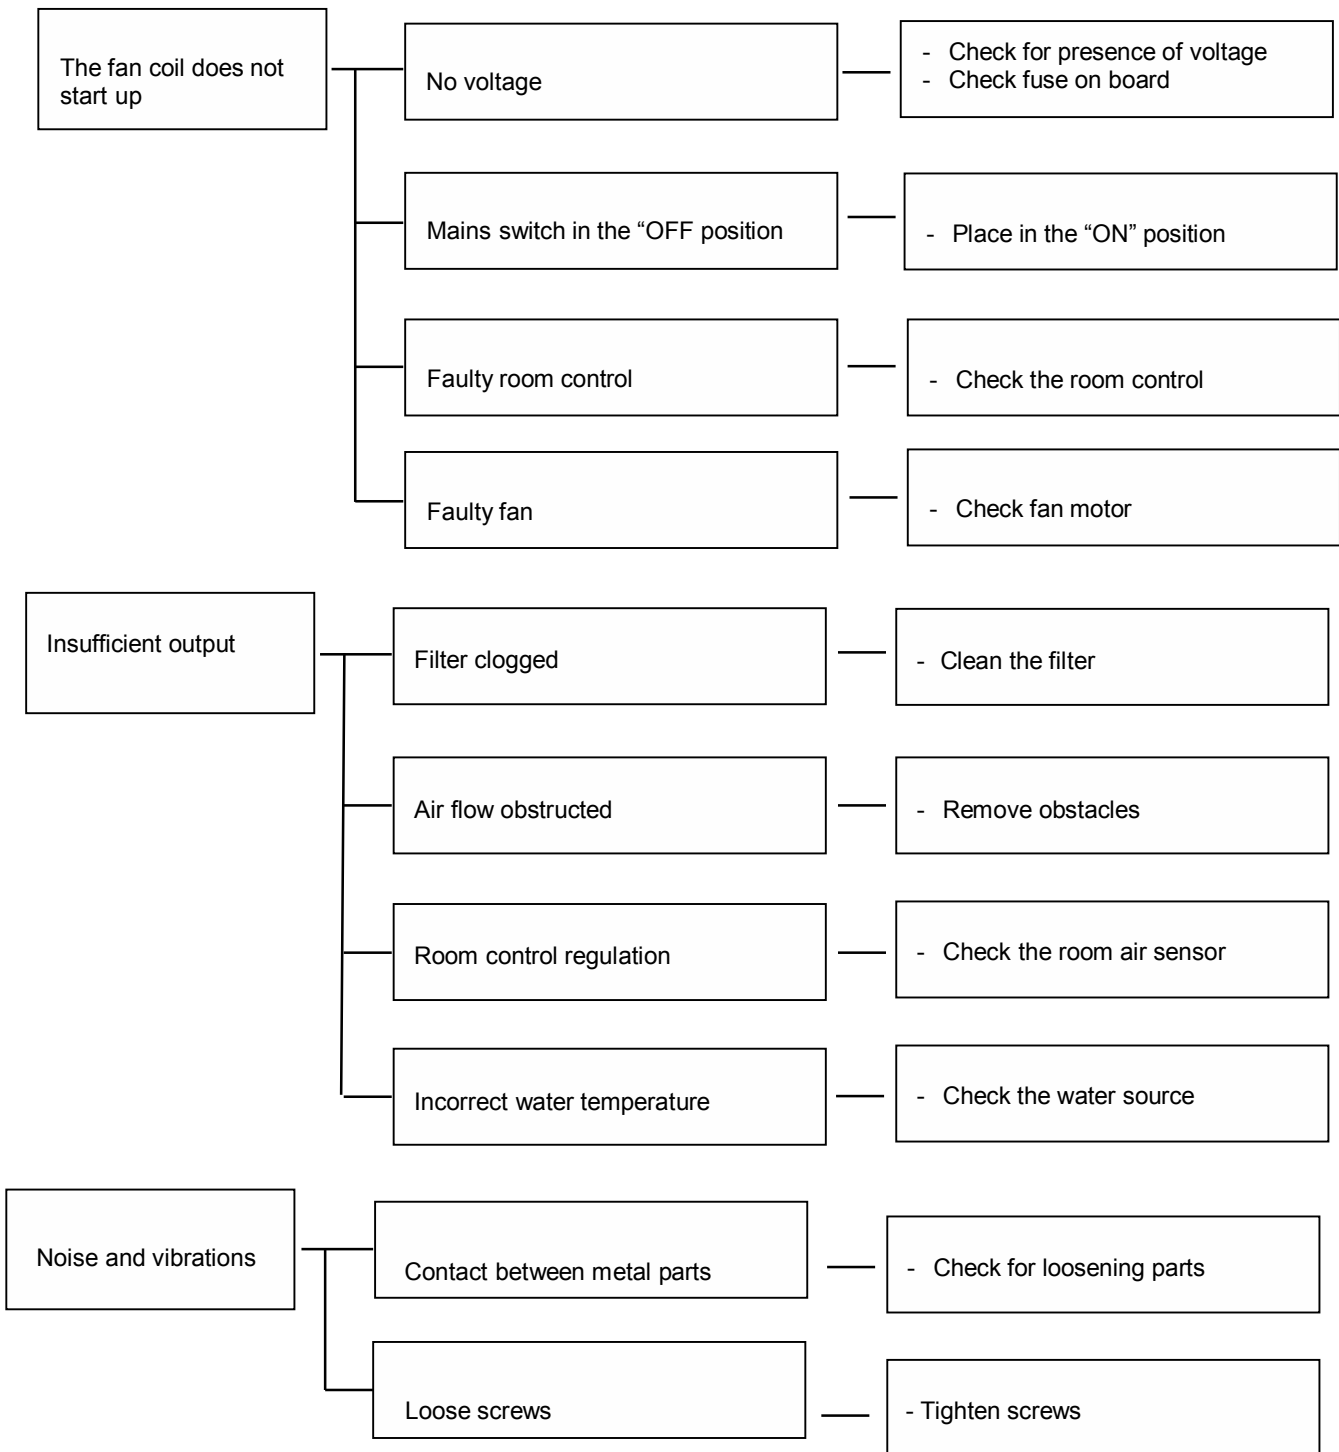 The fan coil does not
start up
No voltage
- Check for presence of voltage
- Check fuse on board
Mains switch in the “OFF position
- Place in the “ON” position
Faulty room control
- Check the room control
Faulty fan
- Check fan motor
Insufficient output
Filter clogged
- Clean the filter
Air flow obstructed
- Remove obstacles
Room control regulation
- Check the room air sensor
Incorrect water temperature
- Check the water source
Noise and vibrations
Contact between metal parts
- Check for loosening parts
Loose screws
- Tighten screws